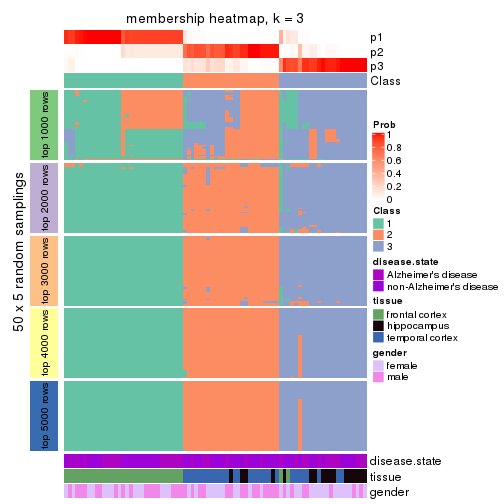 membership heatmap, k = 3
p1
p2
p3
Class
50 x 5 random samplings
top 1000 rows
top 2000 rows
top 3000 rows
top 4000 rows
top 5000 rows
disease.state
tissue
gender
Prob
1
0.8
0.6
0.4
0.2
0
Class
1
2
3
disease.state
Alzheimer's disease
non-Alzheimer's disease
tissue
frontal cortex
hippocampus
temporal cortex
gender
female
male